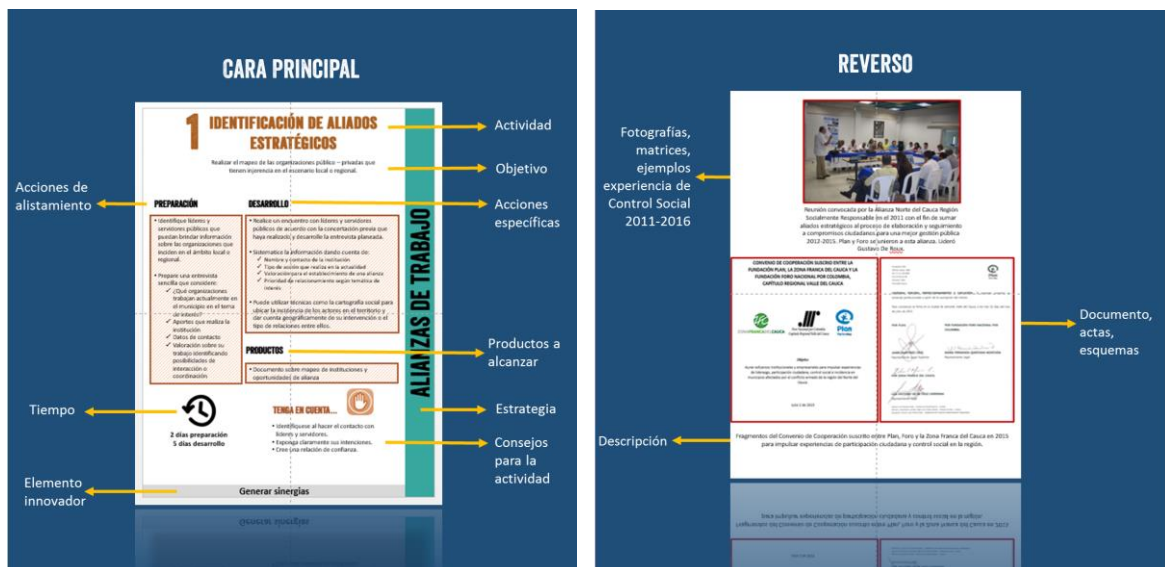 CARA PRINCIPAL
1
IDENTIFICACIÓN DE ALIADOS
ESTRATÉGICOS
Realizar el mapeo de las organizaciones público – privadas que
tienen injerencia en el escenario local o regional.
PREPARACIÓN
• Identifique líderes y
servidores públicos que
puedan brindar información
sobre las organizaciones que
inciden en el ámbito local o
regional.
• Prepare una entrevista
sencilla que considere:
✓ ¿Qué organizaciones
trabajan actualmente en
el municipio en el tema
de interés?
✓ Aportes que realiza la
institución
✓ Datos de contacto
✓ Valoración sobre su
trabajo identificando
posibilidades de
interacción o
coordinación
DESARROLLO
• Realice un encuentro con líderes y servidores
públicos de acuerdo con la concertación previa que
haya realizado y desarrolle la entrevista planeada.
• Sistematice la información dando cuenta de:
✓ Nombre y contacto de la institución
✓ Tipo de acción que realiza en la actualidad
✓ Valoración para el establecimiento de una alianza
✓ Prioridad de relacionamiento según temática de
interés
• Puede utilizar técnicas como la cartografía social para
ubicar la incidencia de los actores en el territorio y
dar cuenta geográficamente de su intervención o el
tipo de relaciones entre ellos.
PRODUCTOS
• Documento sobre mapeo de instituciones y
oportunidades de alianza
2 días preparación
5 días desarrollo
TENGA EN CUENTA...
• Identifíquese al hacer el contacto con
líderes y servidores.
• Exponga claramente sus intenciones.
• Cree una relación de confianza.
Generar sinergias
ALIANZAS DE TRABAJO
Acciones de
alistamiento
Tiempo
Elemento
innovador
Actividad
Objetivo
Acciones
específicas
Productos a
alcanzar
Estrategia
Consejos
para la
actividad
REVERSO
Fotografías,
matrices,
ejemplos
experiencia de
Control Social
2011-2016
Reunión convocada por la Alianza Norte del Cauca Región
Socialmente Responsable en el 2011 con el fin de sumar
aliados estratégicos al proceso de elaboración y seguimiento
a compromisos ciudadanos para una mejor gestión pública
2012-2015. Plan y Foro se unieron a esta alianza. Lideró
Gustavo De Roux.
CONVENIO DE COOPERACIÓN SUSCRITO ENTRE LA
FUNDACIÓN PLAN, LA ZONA FRANCA DEL CAUCA Y LA
FUNDACIÓN FORO NACIONAL POR COLOMBIA,
CAPÍTULO REGIONAL VALLE DEL CAUCA
Plan
Objeto:
Documento,
actas,
esquemas
Descripción
Fragmentos del Convenio de Cooperación suscrito entre Plan, Foro y la Zona Franca del Cauca en 2015
para impulsar experiencias de participación ciudadana y control social en la región.